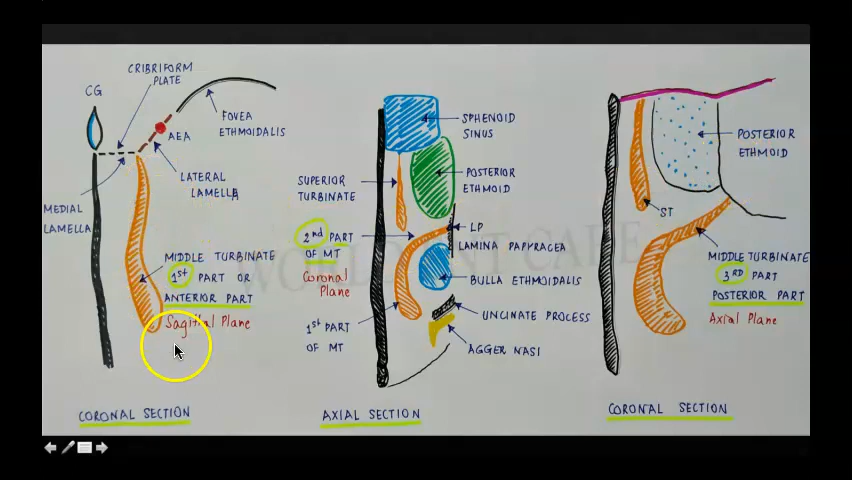 CRIBRIFORM
PLATE
CG
AEA
FOVEA
ETHMOIDALIS
LATERAL
LAMELLA
MEDIAL
LAMELLA
MIDDLE TURBINATE
1ST PART OR
ANTERIOR PART
Sagittal Plane
CORONAL SECTION
SPHENOID
SINUS
POSTERIOR
ETHMOID
SUPERIOR
TURBINATE
2nd PART
OF MT
Coronal
Plane
LP
LAMINA PAPYRACEA
BULLA ETHMOIDALIS
UNCINATE PROCESS
1st PART
OF MT
AGGER NASI
AXIAL SECTION
POSTERIOR
ETHMOID
ST
MIDDLE TURBINATE
3RD PART
POSTERIOR PART
Axial Plane
CORONAL SECTION
WORLD ENT CARE